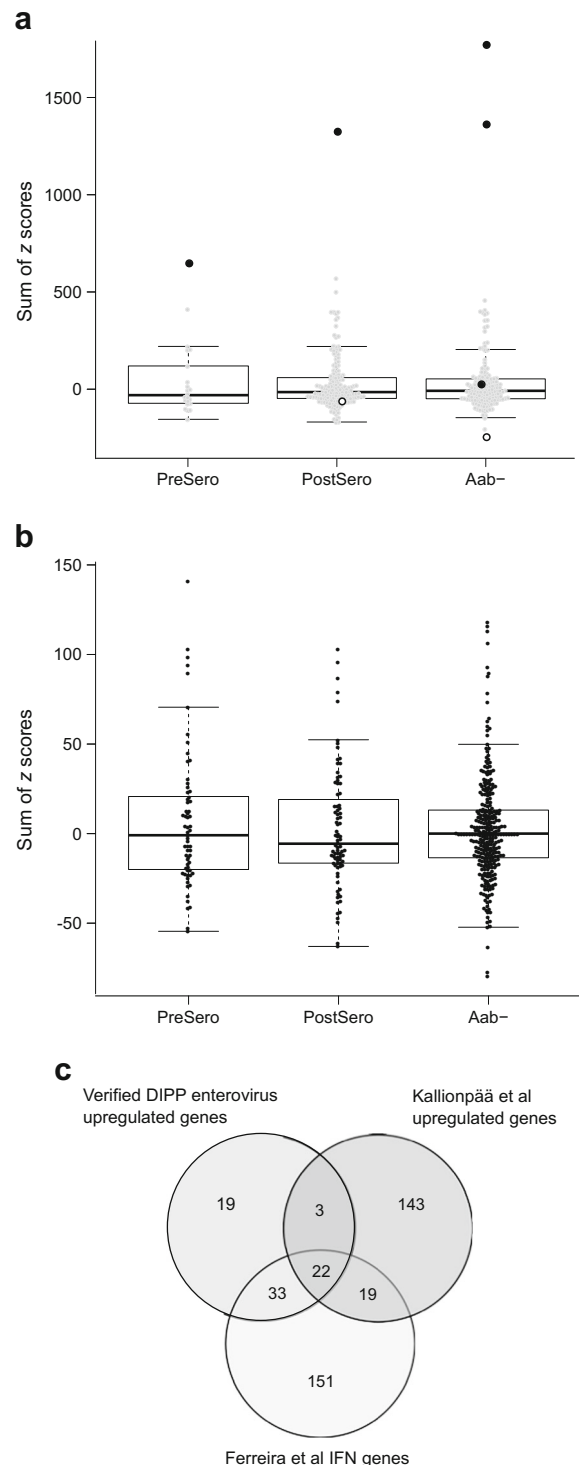 a
1500
1000
500
0
Sum of z scores
PreSero
PostSero
Aab−
b
150
100
50
0
-50
Sum of z scores
PreSero
PostSero
Aab−
c
Verified DIPP enterovirus
upregulated genes
Kallionpää et al
upregulated genes
19
3
143
22
33
19
151
Ferreira et al IFN genes